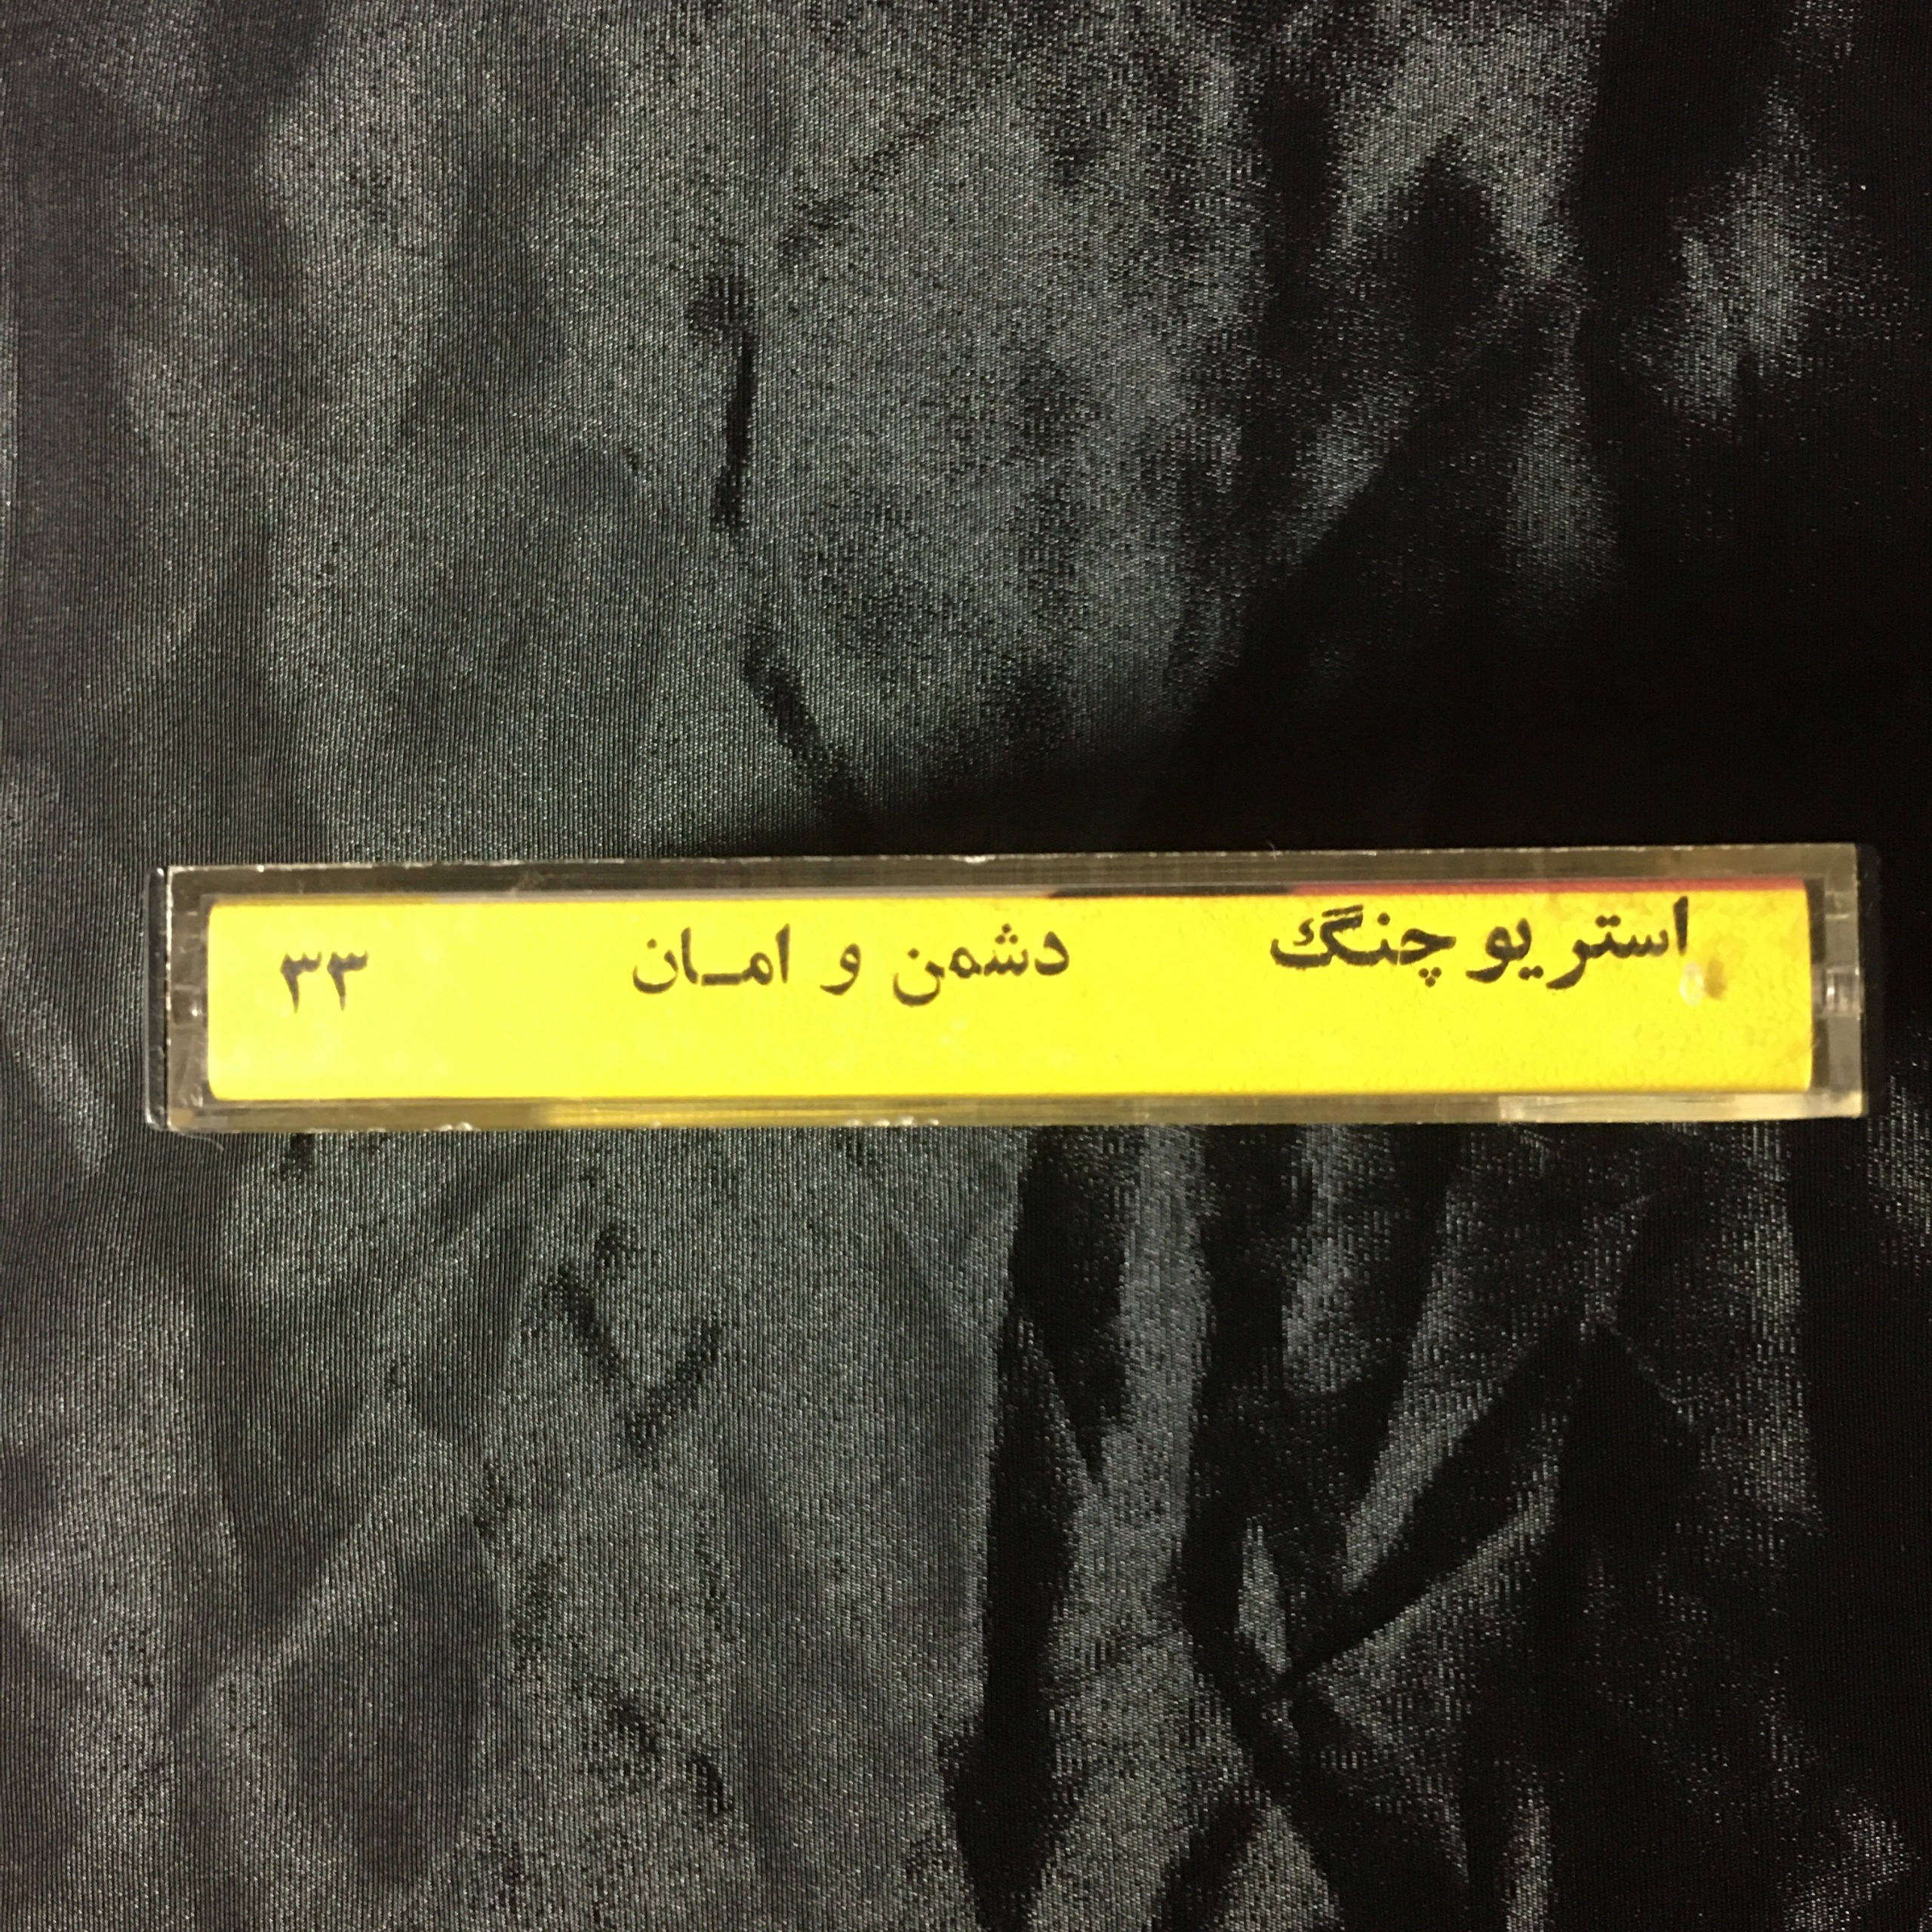 استریو چنگ دشمن و امان ۳۳